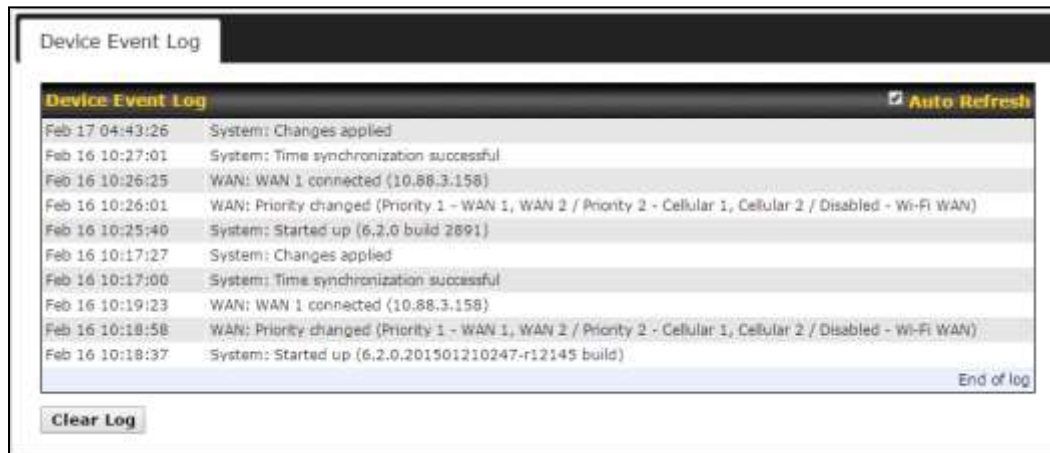 Device Event Log
Device Event Log Auto Refresh
Feb 17 04:43:26 System: Changes applied
Feb 16 10:27:01 System: Time synchronization successful
Feb 16 10:26:25 WAN: WAN 1 connected (10.88.3.158)
Feb 16 10:26:01 WAN: Priority changed (Priority 1 - WAN 1, WAN 2 / Priority 2 - Cellular 1, Cellular 2 / Disabled - Wi-Fi WAN)
Feb 16 10:25:40 System: Started up (6.2.0 build 2891)
Feb 16 10:17:27 System: Changes applied
Feb 16 10:17:00 System: Time synchronization successful
Feb 16 10:19:23 WAN: WAN 1 connected (10.88.3.158)
Feb 16 10:18:58 WAN: Priority changed (Priority 1 - WAN 1, WAN 2 / Priority 2 - Cellular 1, Cellular 2 / Disabled - Wi-Fi WAN)
Feb 16 10:18:37 System: Started up (6.2.0.201501210247-r12145 build)
End of log
Clear Log